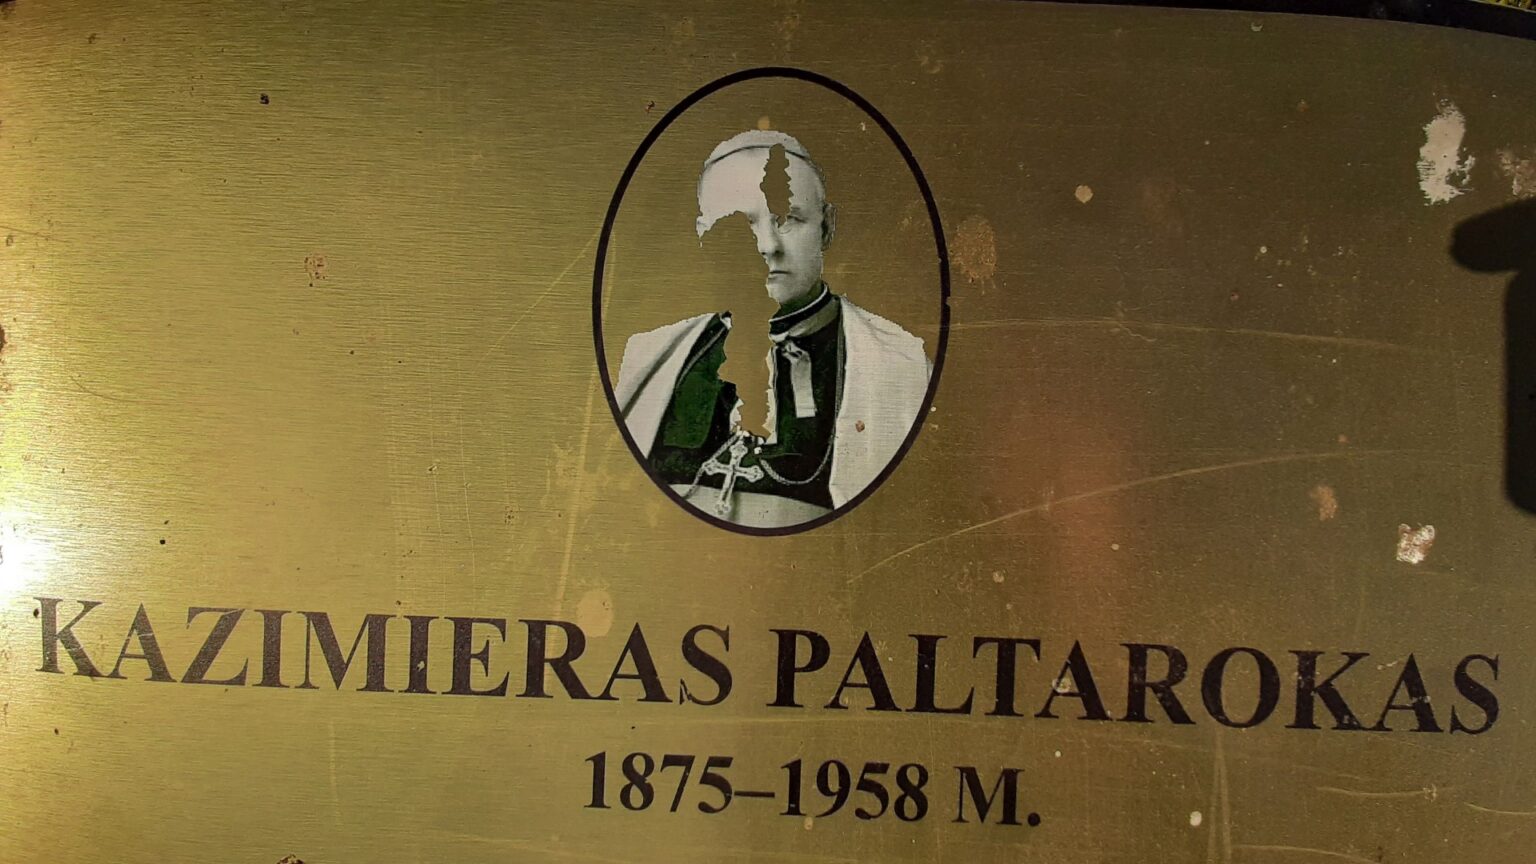 KAZIMIERAS PALTAROKAS
1875–1958 M.